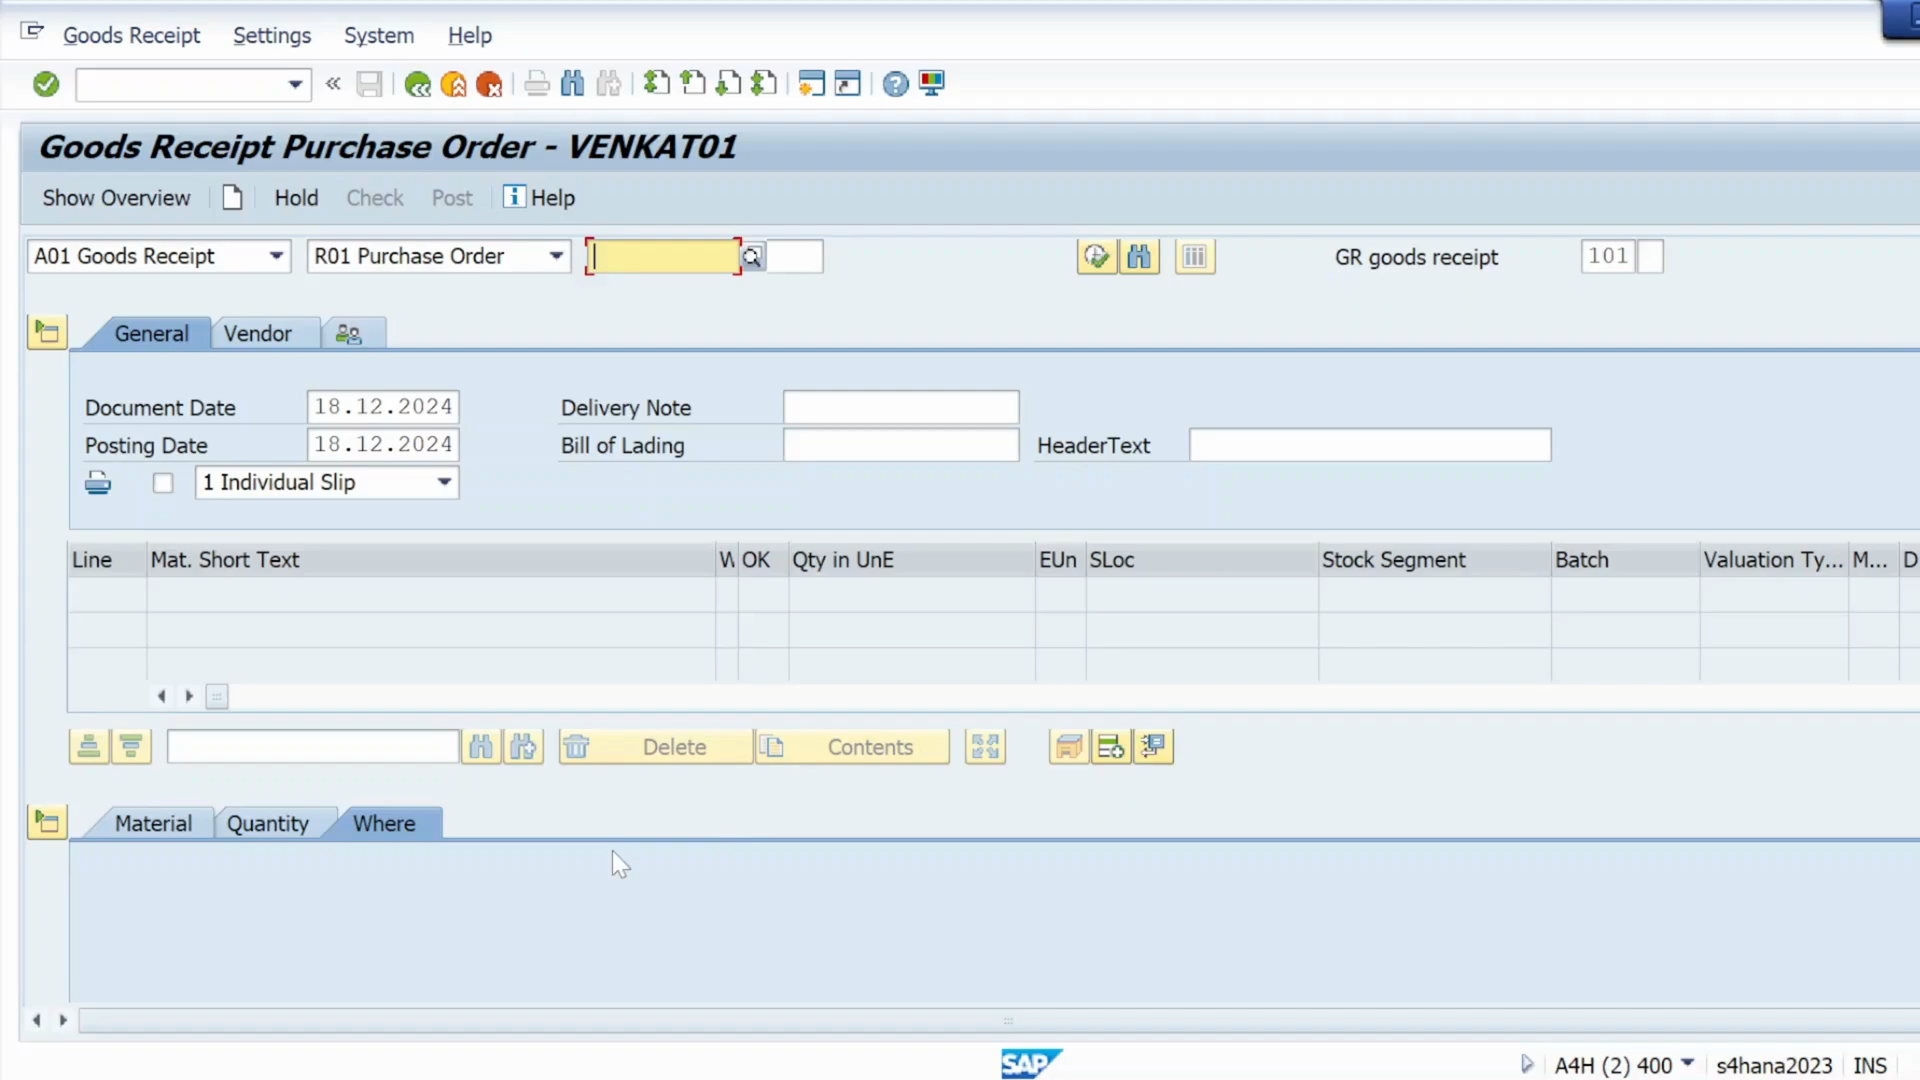 Goods Receipt Settings System Help
Goods Receipt Purchase Order - VENKAT01
Show Overview Hold Check Post Help
A01 Goods Receipt R01 Purchase Order GR goods receipt 101
General Vendor
Document Date 18.12.2024 Delivery Note
Posting Date 18.12.2024 Bill of Lading HeaderText
1 Individual Slip
Line Mat. Short Text W OK Qty in UnE EUn SLoc Stock Segment Batch Valuation Ty... M... D
Delete Contents
Material Quantity Where
SAP A4H (2) 400 s4hana2023 INS